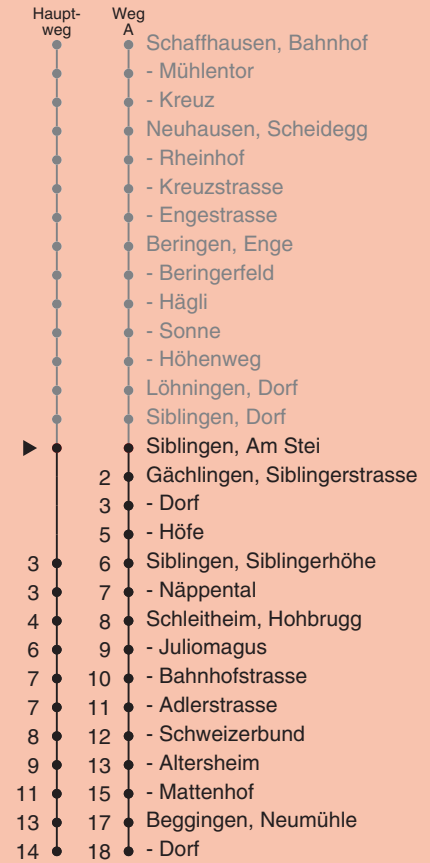 Haupt- Weg
weg A
Schaffhausen, Bahnhof
- Mühlentor
- Kreuz
Neuhausen, Scheidegg
- Rheinhof
- Kreuzstrasse
- Engestrasse
Beringen, Enge
- Beringerfeld
- Hägli
- Sonne
- Höhenweg
Löhningen, Dorf
Siblingen, Dorf
Siblingen, Am Stei
2 Gächlingen, Siblingerstrasse
3 - Dorf
5 - Höfe
3 6 Siblingen, Siblingerhöhe
3 7 - Näppental
4 8 Schleitheim, Hohbrugg
6 9 - Juliomagus
7 10 - Bahnhofstrasse
7 11 - Adlerstrasse
8 12 - Schweizerbund
9 13 - Altersheim
11 15 - Mattenhof
13 17 Beggingen, Neumühle
14 18 - Dorf